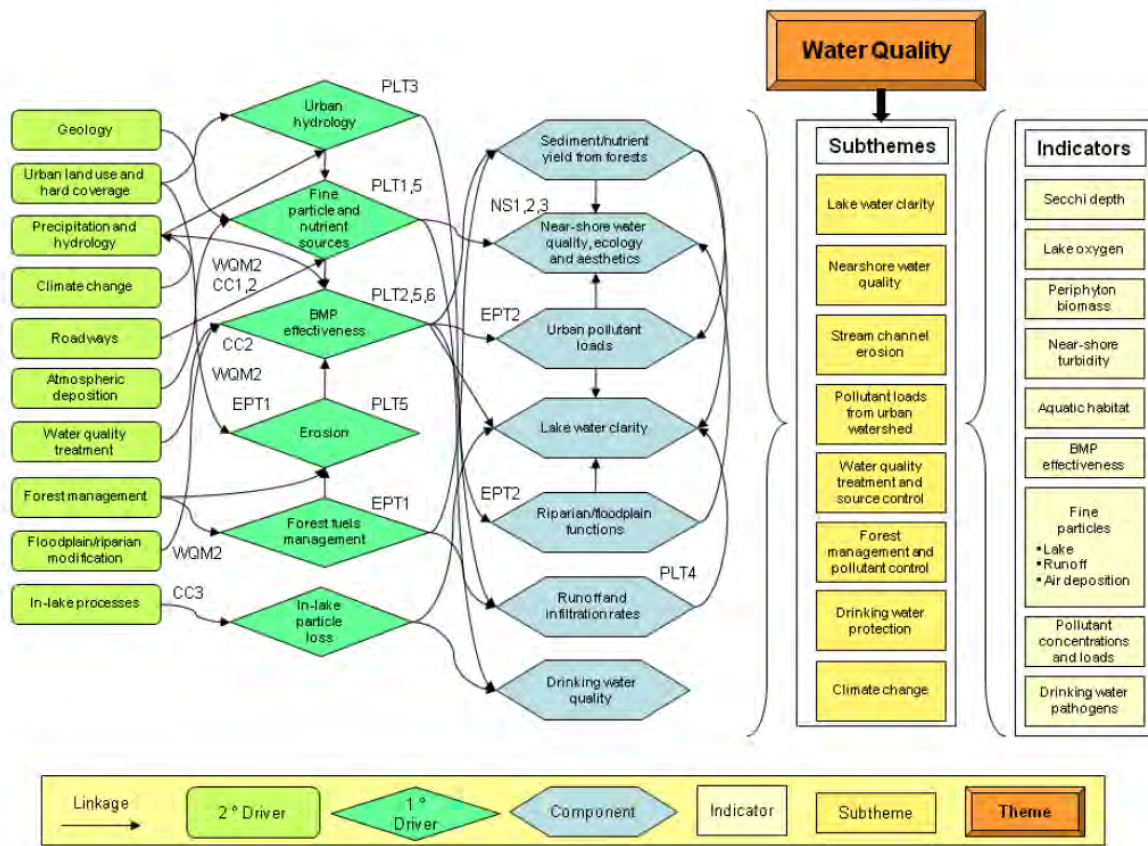 Water Quality
Geology
Urban land use and
hard coverage
Precipitation and
hydrology
Climate change
Roadways
Atmospheric
deposition
Water quality
treatment
Forest management
Floodplain/riparian
modification
In-lake processes
PLT3
Urban
hydrology
PLT1,5
Fine
particle and
nutrient
sources
WQM2
CC1,2
PLT2,5,6
BMP
effectiveness
CC2
WQM2
EPT1
PLT5
Erosion
EPT1
Forest fuels
management
WQM2
CC3
In-lake
particle
loss
Sediment/nutrient
yield from forests
NS1,2,3
Near-shore water
quality, ecology
and aesthetics
EPT2
Urban pollutant
loads
Lake water clarity
EPT2
Riparian/floodplain
functions
PLT4
Runoff and
infiltration rates
Drinking water
quality
Subthemes
Lake water clarity
Nearshore water
quality
Stream channel
erosion
Pollutant loads
from urban
watershed
Water quality
treatment and
source control
Forest
management and
pollutant control
Drinking water
protection
Climate change
Indicators
Secchi depth
Lake oxygen
Periphyton
biomass
Near-shore
turbidity
Aquatic habitat
BMP
effectiveness
Fine
particles
• Lake
• Runoff
• Air deposition
Pollutant
concentrations
and loads
Drinking water
pathogens
Linkage
2 ° Driver
1 °
Driver
Component
Indicator
Subtheme
Theme